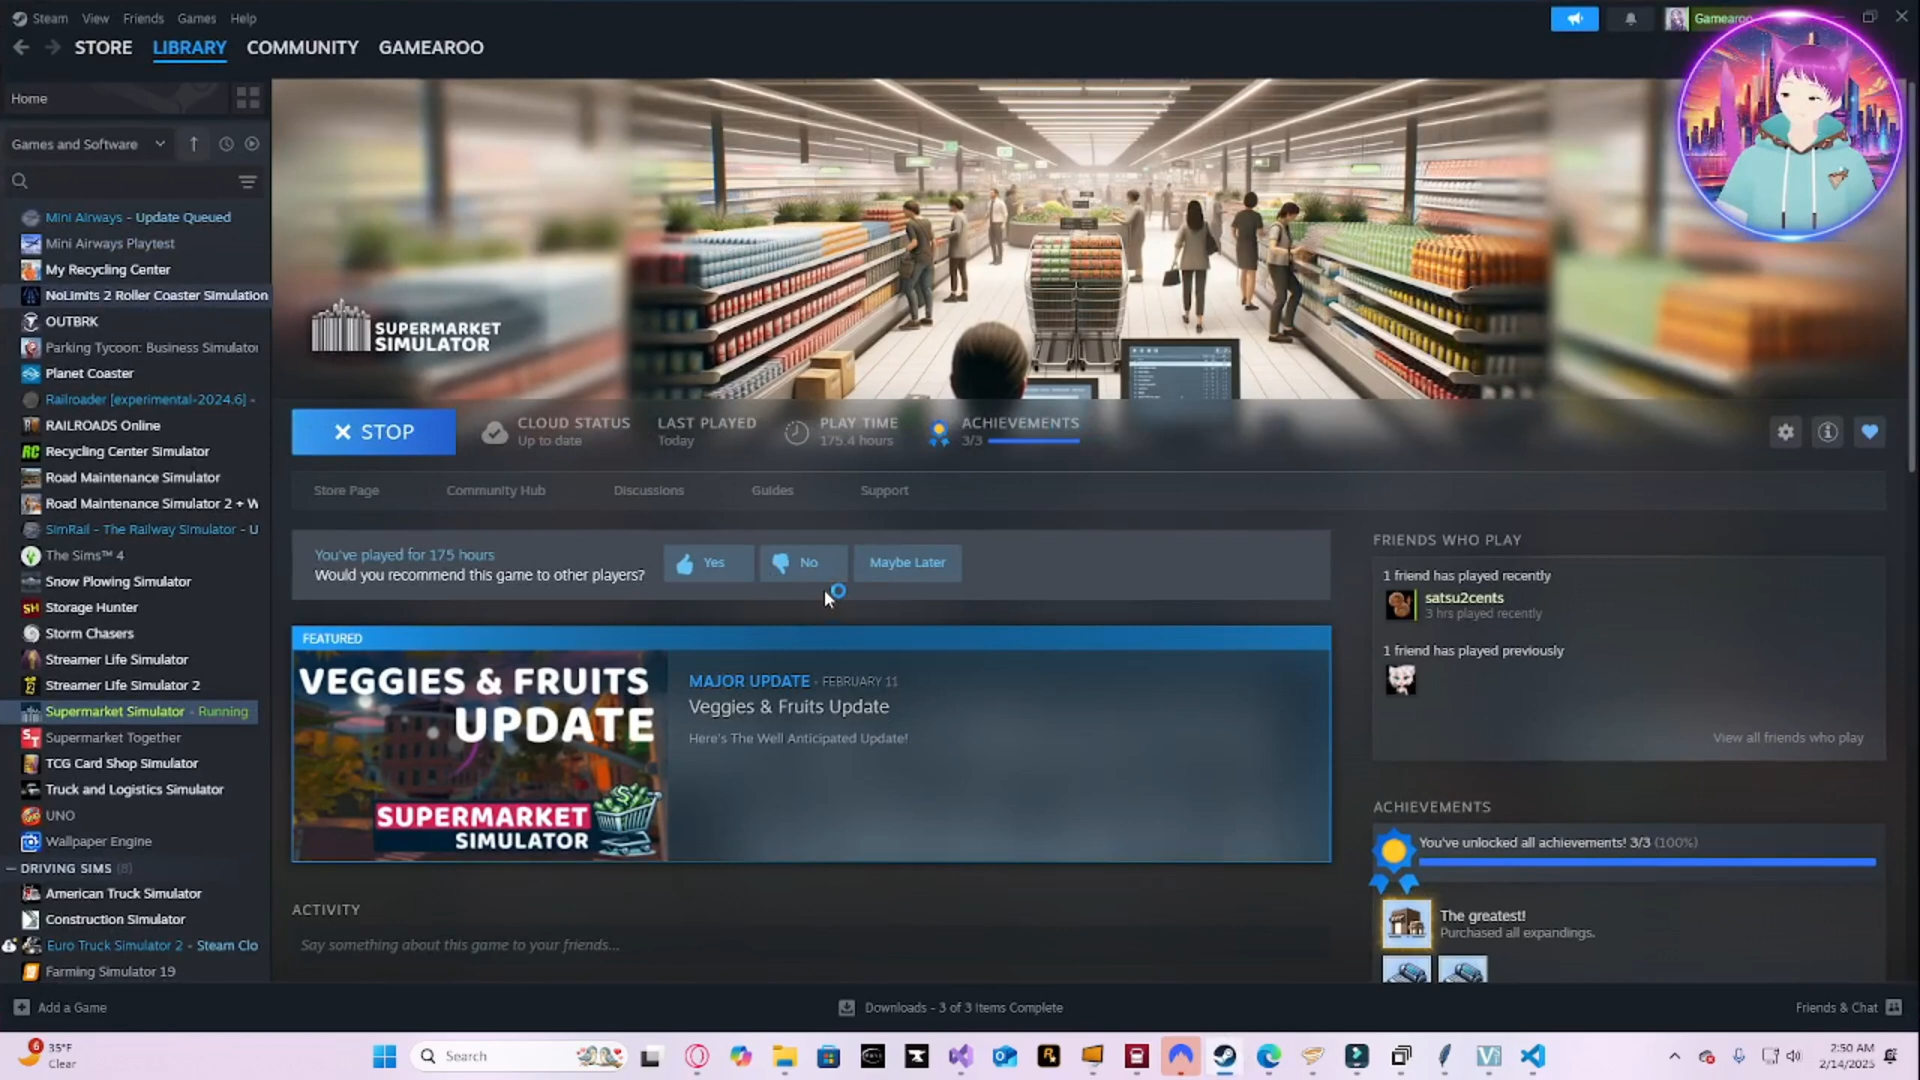 Steam View Friends Games Help
Gamearoo
STORE LIBRARY COMMUNITY GAMEAROO
Home
Games and Software
Mini Airways - Update Queued
Mini Airways Playtest
My Recycling Center
NoLimits 2 Roller Coaster Simulation
OUTBRK
Parking Tycoon: Business Simulator
Planet Coaster
Railroader [experimental-2024.6] -
RAILROADS Online
Recycling Center Simulator
Road Maintenance Simulator
Road Maintenance Simulator 2 + W
SimRail - The Railway Simulator - U
The Sims™ 4
Snow Plowing Simulator
Storage Hunter
Storm Chasers
Streamer Life Simulator
Streamer Life Simulator 2
Supermarket Simulator - Running
Supermarket Together
TCG Card Shop Simulator
Truck and Logistics Simulator
UNO
Wallpaper Engine
DRIVING SIMS (8)
American Truck Simulator
Construction Simulator
Euro Truck Simulator 2 - Steam Clo
Farming Simulator 19
SUPERMARKET
SIMULATOR
STOP
CLOUD STATUS
Up to date
LAST PLAYED
Today
PLAY TIME
175.4 hours
ACHIEVEMENTS
3/3
Store Page Community Hub Discussions Guides Support
You've played for 175 hours
Would you recommend this game to other players?
Yes No Maybe Later
FEATURED
VEGGIES & FRUITS
UPDATE
SUPERMARKET
SIMULATOR
MAJOR UPDATE - FEBRUARY 11
Veggies & Fruits Update
Here's The Well Anticipated Update!
ACTIVITY
Say something about this game to your friends...
FRIENDS WHO PLAY
1 friend has played recently
satsu2cents
3 hrs played recently
1 friend has played previously
View all friends who play
ACHIEVEMENTS
You've unlocked all achievements! 3/3 (100%)
The greatest!
Purchased all expandings.
Add a Game
Downloads - 3 of 3 Items Complete
Friends & Chat
6
35°F
Clear
Search
2:50 AM
2/14/2025